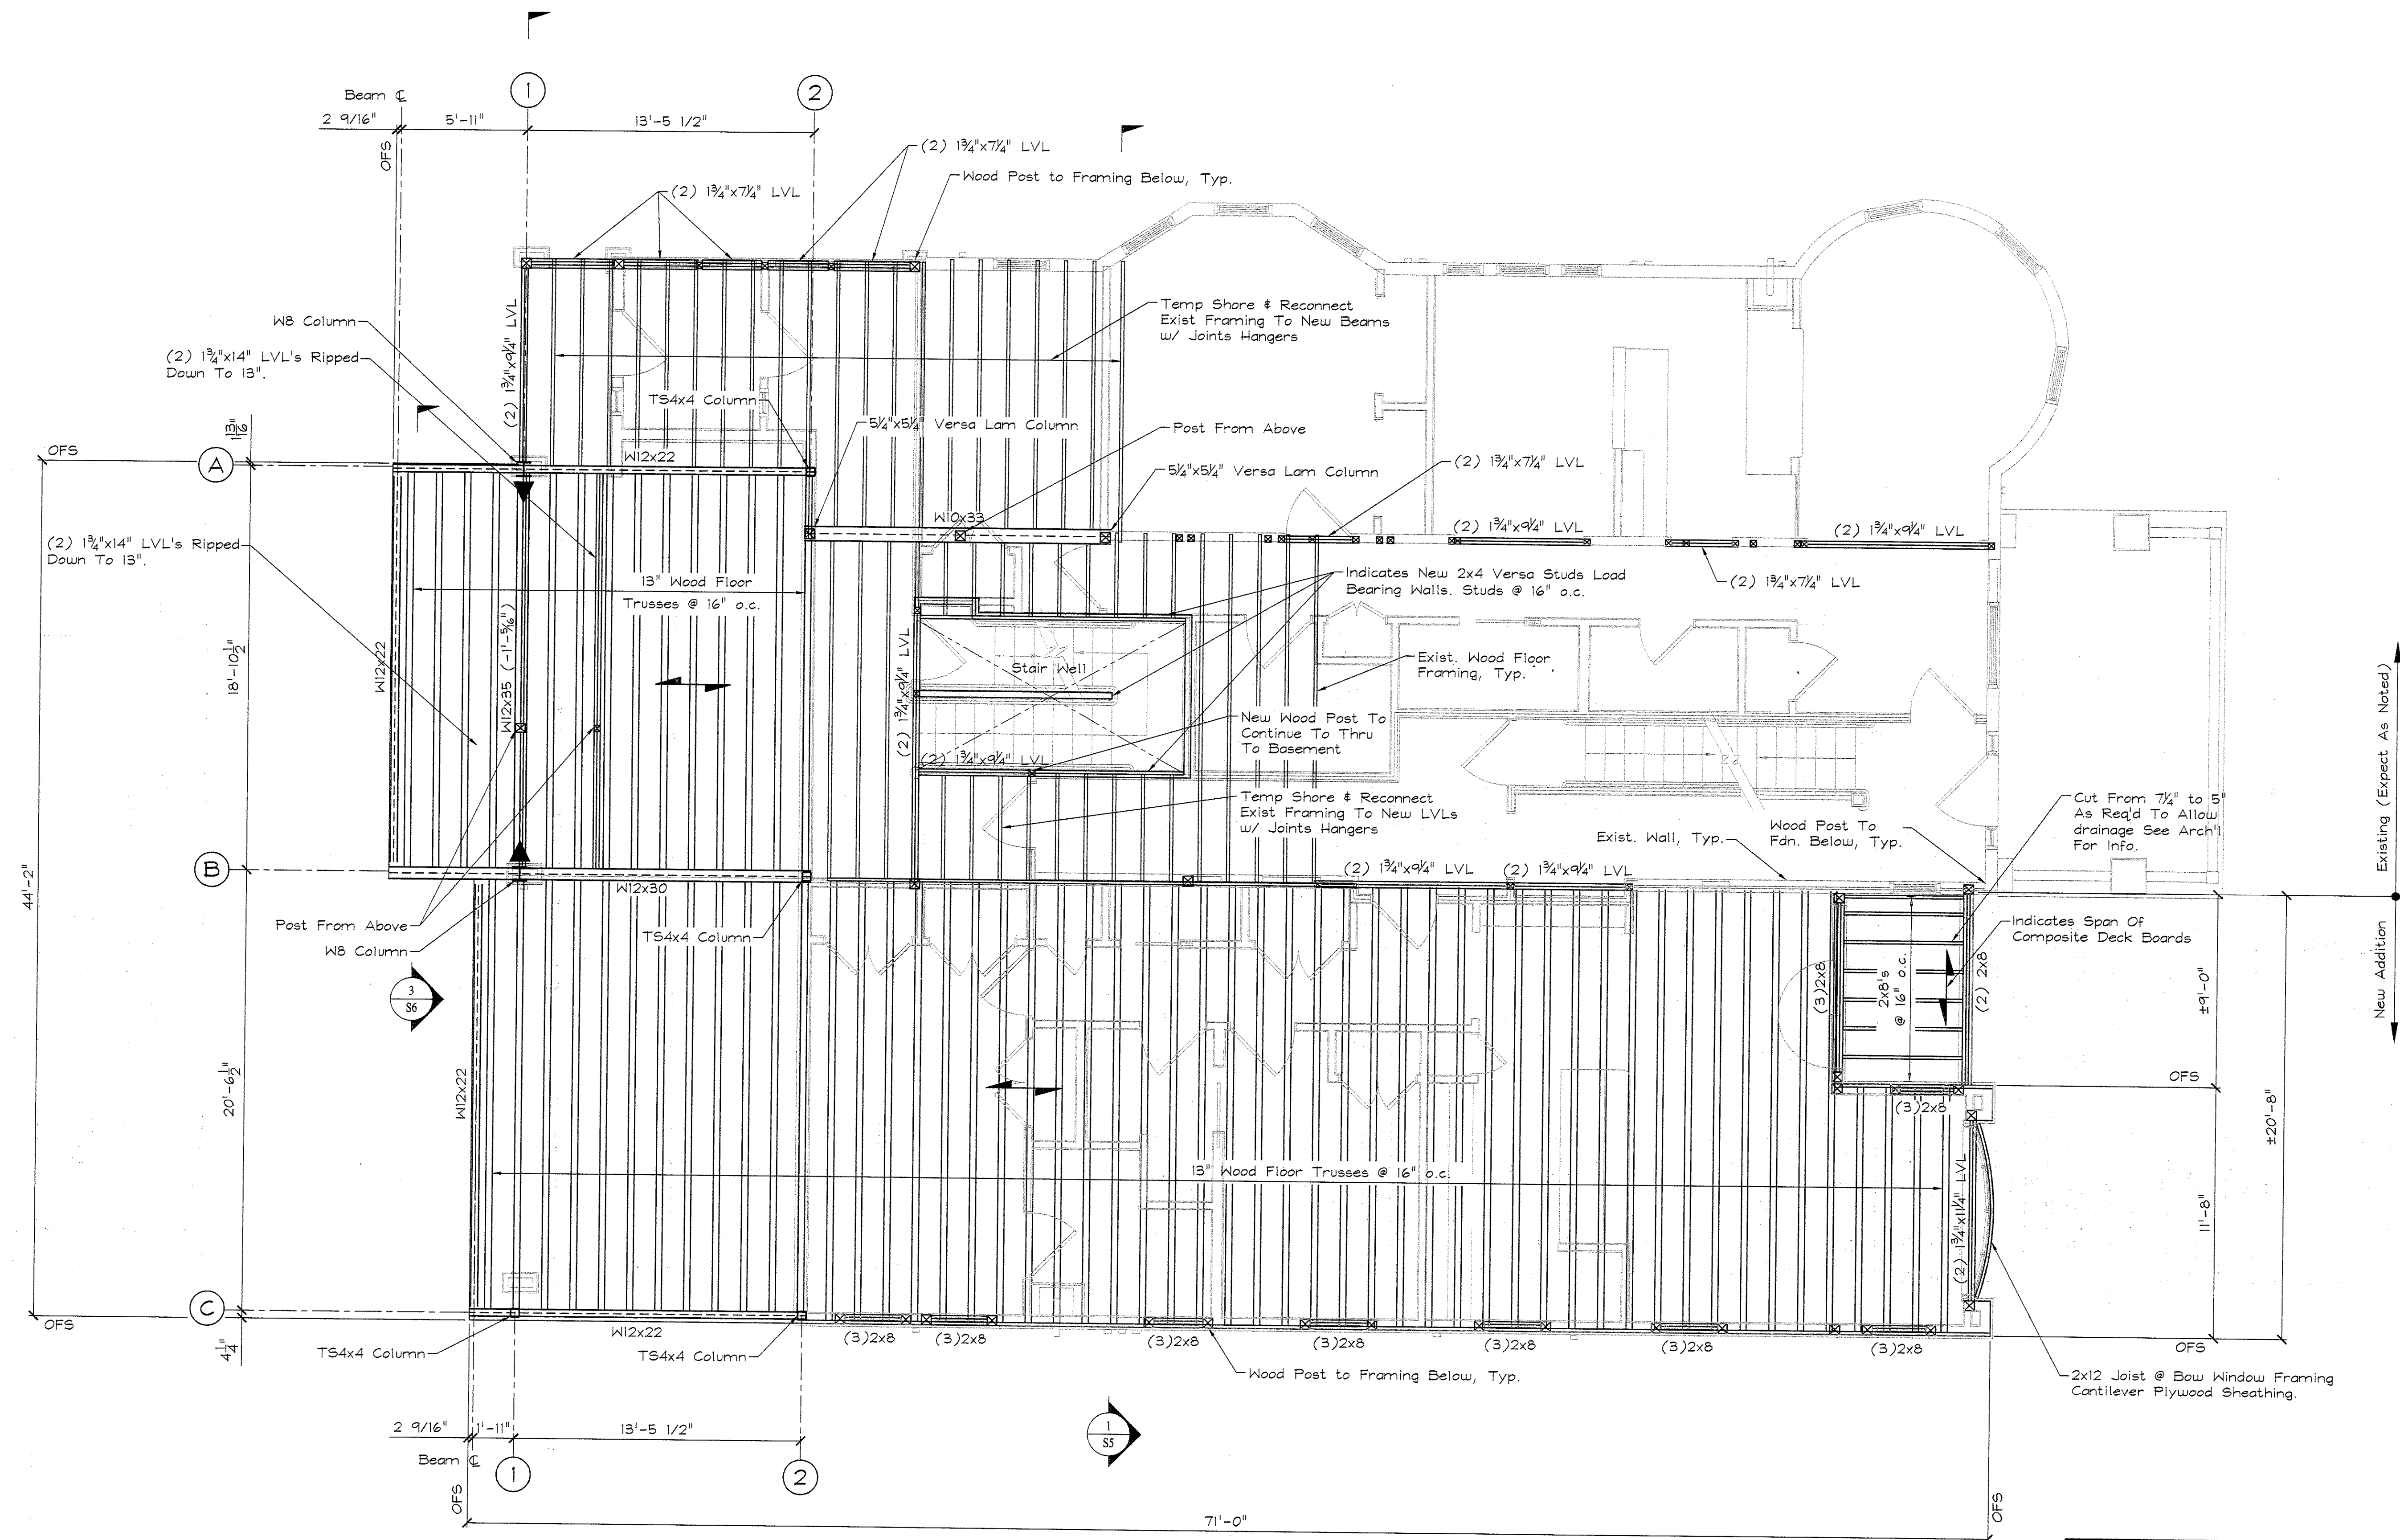 1
2
Beam ℄
2 9/16"
5'-11"
13'-5 1/2"
OFS
(2) 1¾"x7¼" LVL
Wood Post to Framing Below, Typ.
(2) 1¾"x7¼" LVL
W8 Column
(2) 1¾"x14" LVL's Ripped
Down To 13".
(2) 1¾"x9¼" LVL
Temp Shore & Reconnect
Exist Framing To New Beams
w/ Joints Hangers
TS4x4 Column
5¼"x5¼" Versa Lam Column
Post From Above
1 13/16"
OFS
A
W12x22
5¼"x5¼" Versa Lam Column
(2) 1¾"x7¼" LVL
W10x33
(2) 1¾"x9¼" LVL
(2) 1¾"x9¼" LVL
(2) 1¾"x14" LVL's Ripped
Down To 13".
13" Wood Floor
Trusses @ 16" o.c.
Indicates New 2x4 Versa Studs Load
Bearing Walls. Studs @ 16" o.c.
(2) 1¾"x7¼" LVL
18'-10½"
W12x22
W12x35 (-1'-5/16")
(2) 1¾"x9¼" LVL
Stair Well
Exist. Wood Floor
Framing, Typ.
New Wood Post To
Continue To Thru
To Basement
(2) 1¾"x9¼" LVL
Temp Shore & Reconnect
Exist Framing To New LVLs
w/ Joints Hangers
Exist. Wall, Typ.
Wood Post To
Fdn. Below, Typ.
Cut From 7¼" to 5"
As Req'd To Allow
drainage See Arch'l
For Info.
Existing (Expect As Noted)
New Addition
44'-2"
B
W12x30
(2) 1¾"x9¼" LVL
(2) 1¾"x9¼" LVL
Post From Above
W8 Column
TS4x4 Column
Indicates Span Of
Composite Deck Boards
(3)2x8
2x8's
@ 16" o.c.
(2) 2x8
±9'-0"
3
S6
20'-6½"
W12x22
(3)2x8
OFS
±20'-8"
13" Wood Floor Trusses @ 16" o.c.
(2) 1¾"x11¼" LVL
11'-8"
C
OFS
4¼"
W12x22
TS4x4 Column
TS4x4 Column
(3)2x8
(3)2x8
(3)2x8
(3)2x8
(3)2x8
(3)2x8
(3)2x8
OFS
Wood Post to Framing Below, Typ.
2x12 Joist @ Bow Window Framing
Cantilever Plywood Sheathing.
2 9/16"
1'-11"
13'-5 1/2"
Beam ℄
1
2
1
S5
OFS
71'-0"
OFS